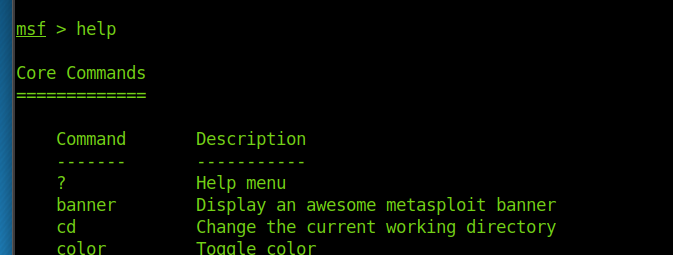 msf > help
Core Commands
=============
Command Description
------- -----------
? Help menu
banner Display an awesome metasploit banner
cd Change the current working directory
color Toggle color